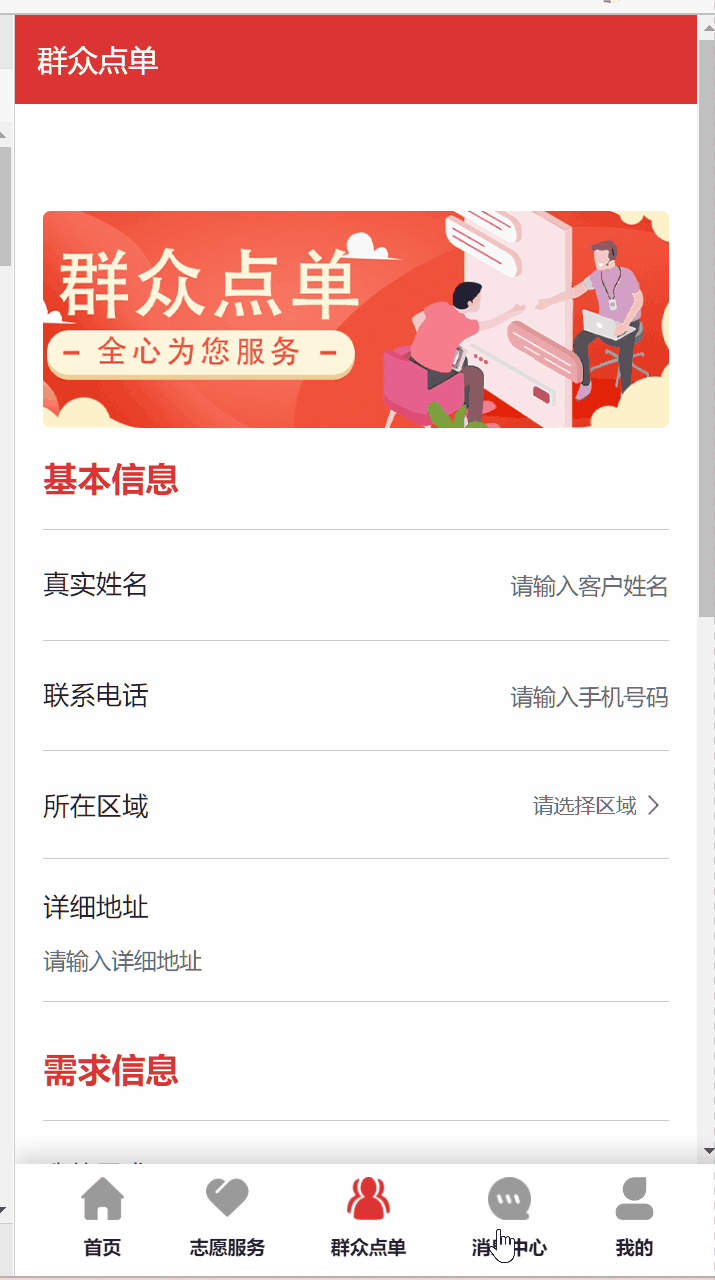 群众点单
群众点单
- 全心为您服务 -
基本信息
真实姓名
请输入客户姓名
联系电话
请输入手机号码
所在区域
请选择区域 >
详细地址
请输入详细地址
需求信息
首页
志愿服务
群众点单
消息中心
我的